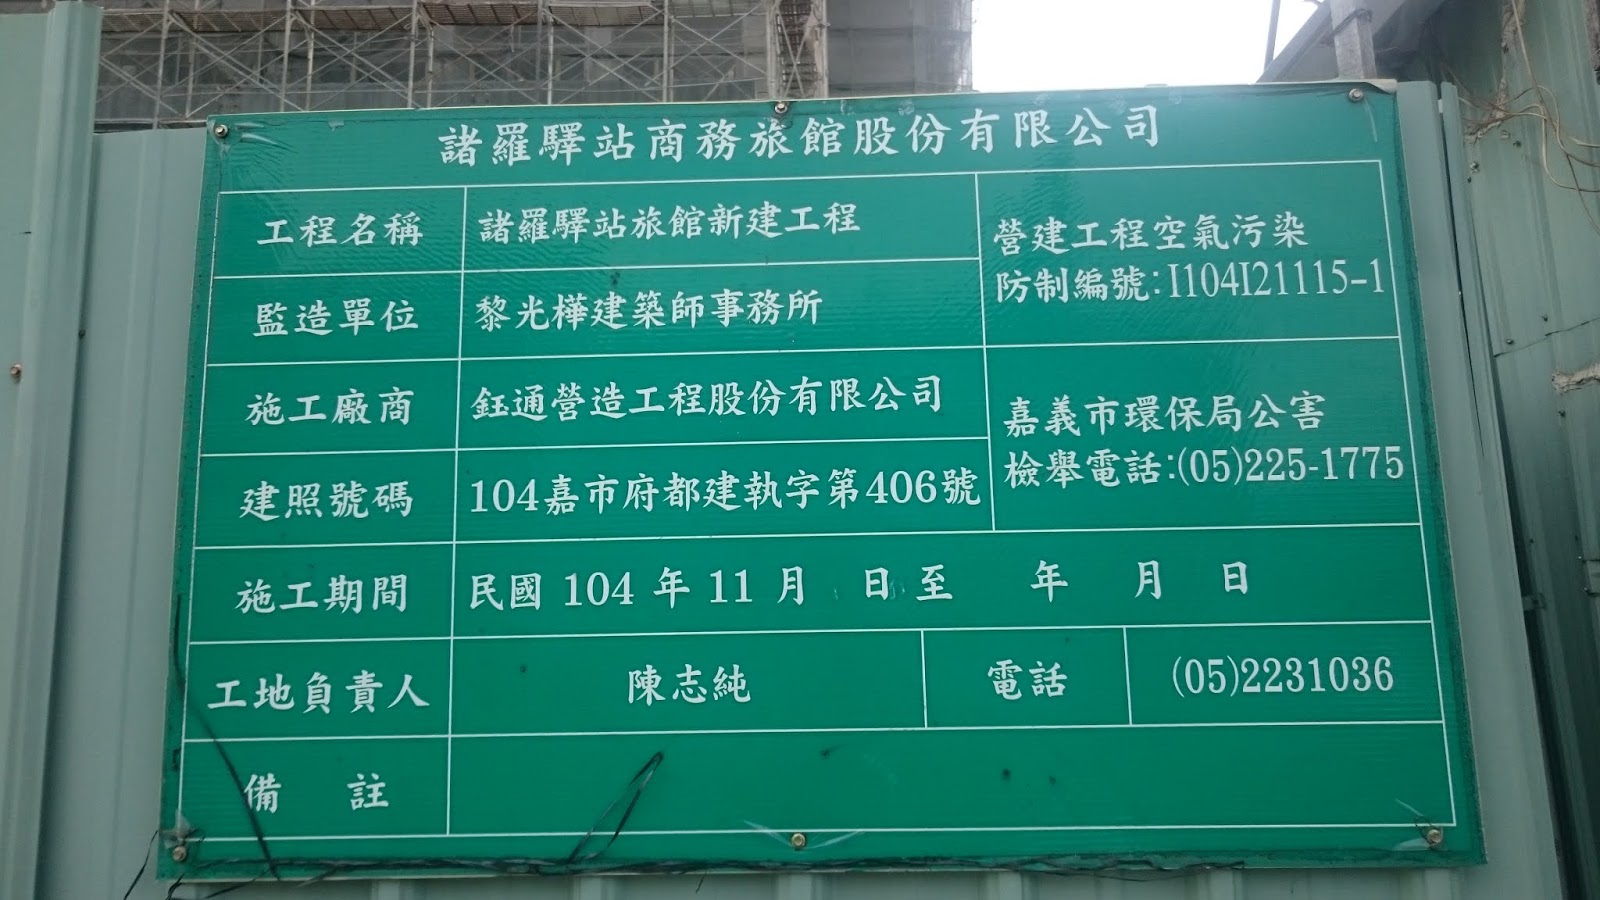 諸羅驛站商務旅館股份有限公司
工程名稱 諸羅驛站旅館新建工程
監造單位 黎光樺建築師事務所
營建工程空氣污染
防制編號:I104I21115-1
施工廠商 鈺通營造工程股份有限公司
建照號碼 104嘉市府都建執字第406號
嘉義市環保局公害
檢舉電話:(05)225-1775
施工期間 民國 104 年 11 月 日 至 年 月 日
工地負責人 陳志純 電話 (05)2231036
備 註